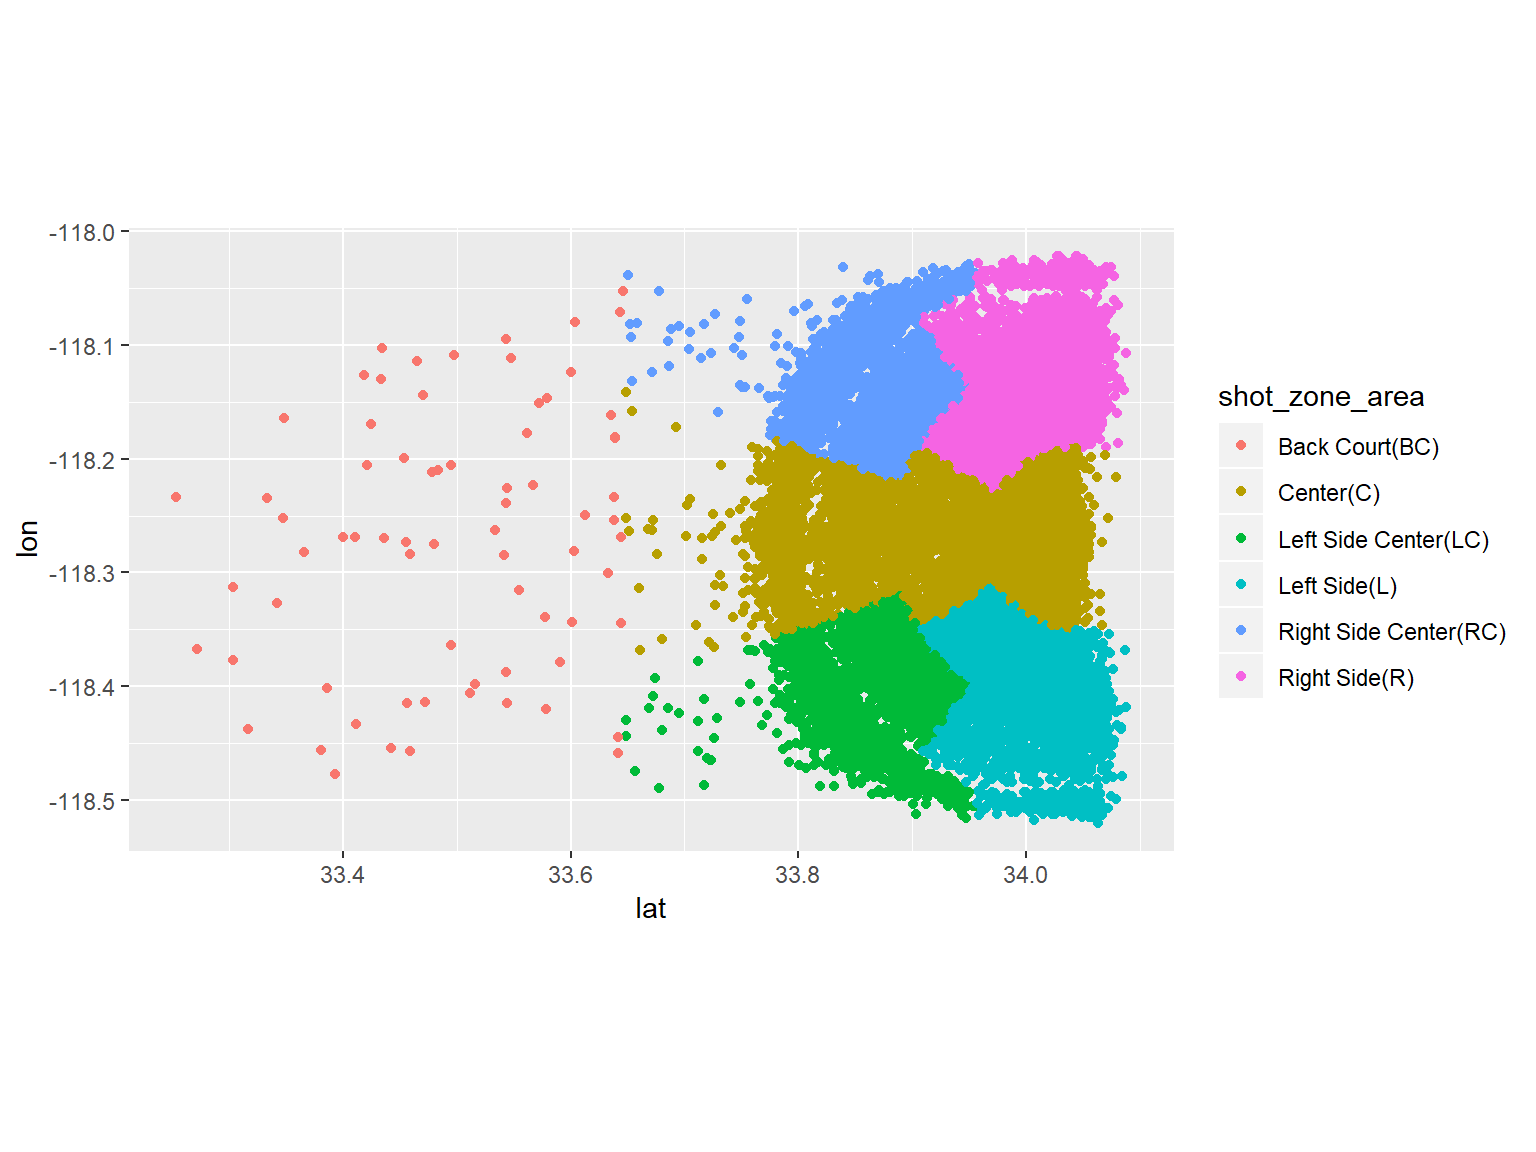 -118.0
-118.1
-118.2
-118.3
-118.4
-118.5
lon
33.4 33.6 33.8 34.0
lat
shot_zone_area
Back Court(BC)
Center(C)
Left Side Center(LC)
Left Side(L)
Right Side Center(RC)
Right Side(R)